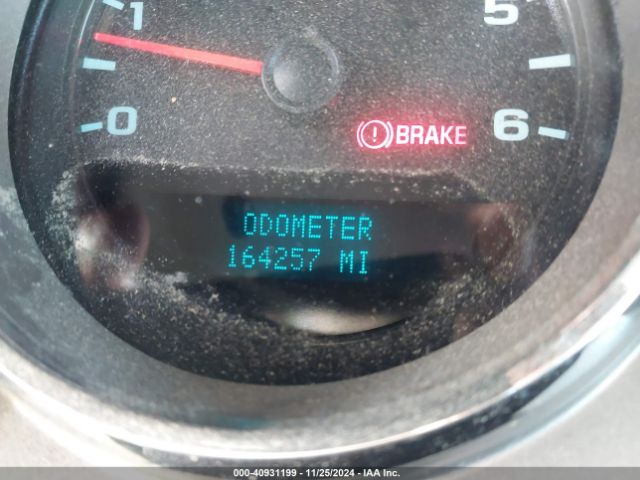 1
5
0
6
BRAKE
ODOMETER
164257 MI
000-40931199 - 11/25/2024 - IAA Inc.